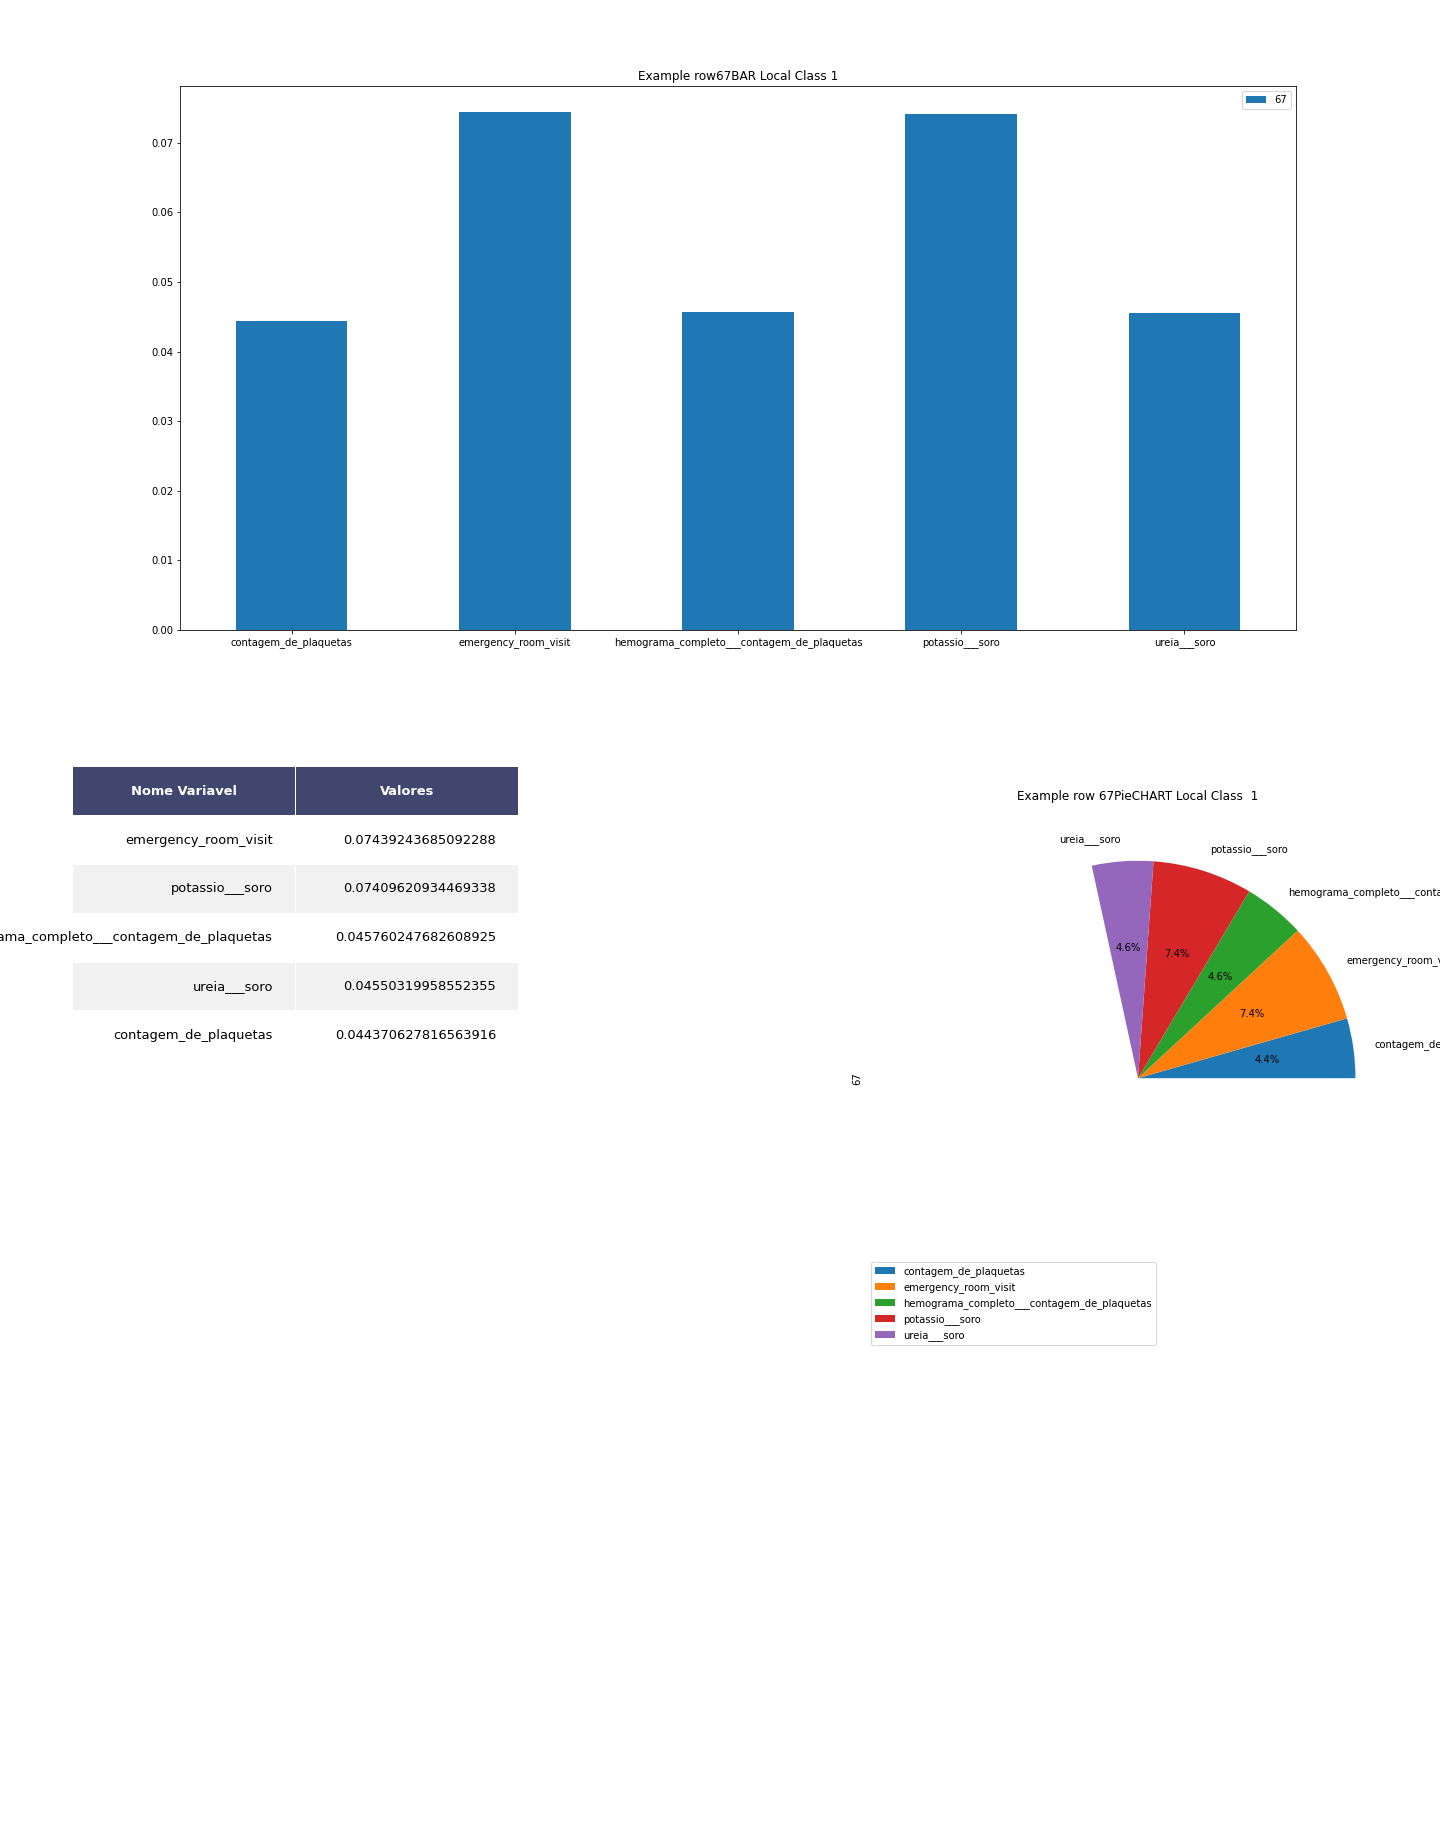 Example row67BAR Local Class 1
67
0.07
0.06
0.05
0.04
0.03
0.02
0.01
0.00
contagem_de_plaquetas emergency_room_visit hemograma_completo___contagem_de_plaquetas potassio___soro ureia___soro
Nome Variavel Valores
emergency_room_visit 0.07439243685092288
potassio___soro 0.07409620934469338
ama_completo___contagem_de_plaquetas 0.045760247682608925
ureia___soro 0.04550319958552355
contagem_de_plaquetas 0.044370627816563916
Example row 67PieCHART Local Class 1
ureia___soro
potassio___soro
hemograma_completo___conta
emergency_room_v
contagem_de
4.6%
7.4%
4.6%
7.4%
4.4%
67
contagem_de_plaquetas
emergency_room_visit
hemograma_completo___contagem_de_plaquetas
potassio___soro
ureia___soro